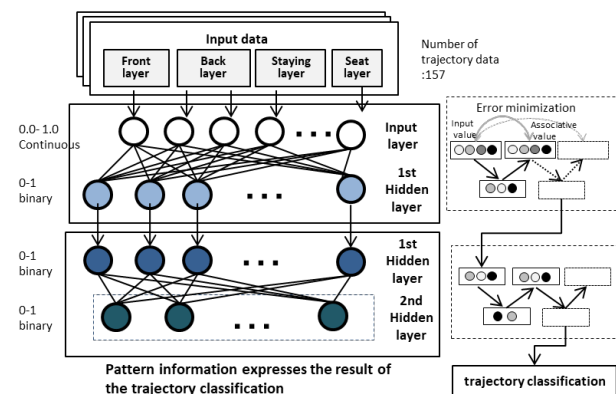 Input data
Front
layer
Back
layer
Staying
layer
Seat
layer
Number of
trajectory data
:157
0.0- 1.0
Continuous
Input
layer
0-1
binary
1st
Hidden
layer
0-1
binary
1st
Hidden
layer
0-1
binary
2nd
Hidden
layer
Pattern information expresses the result of
the trajectory classification
Error minimization
Input
value
Associative
value
trajectory classification